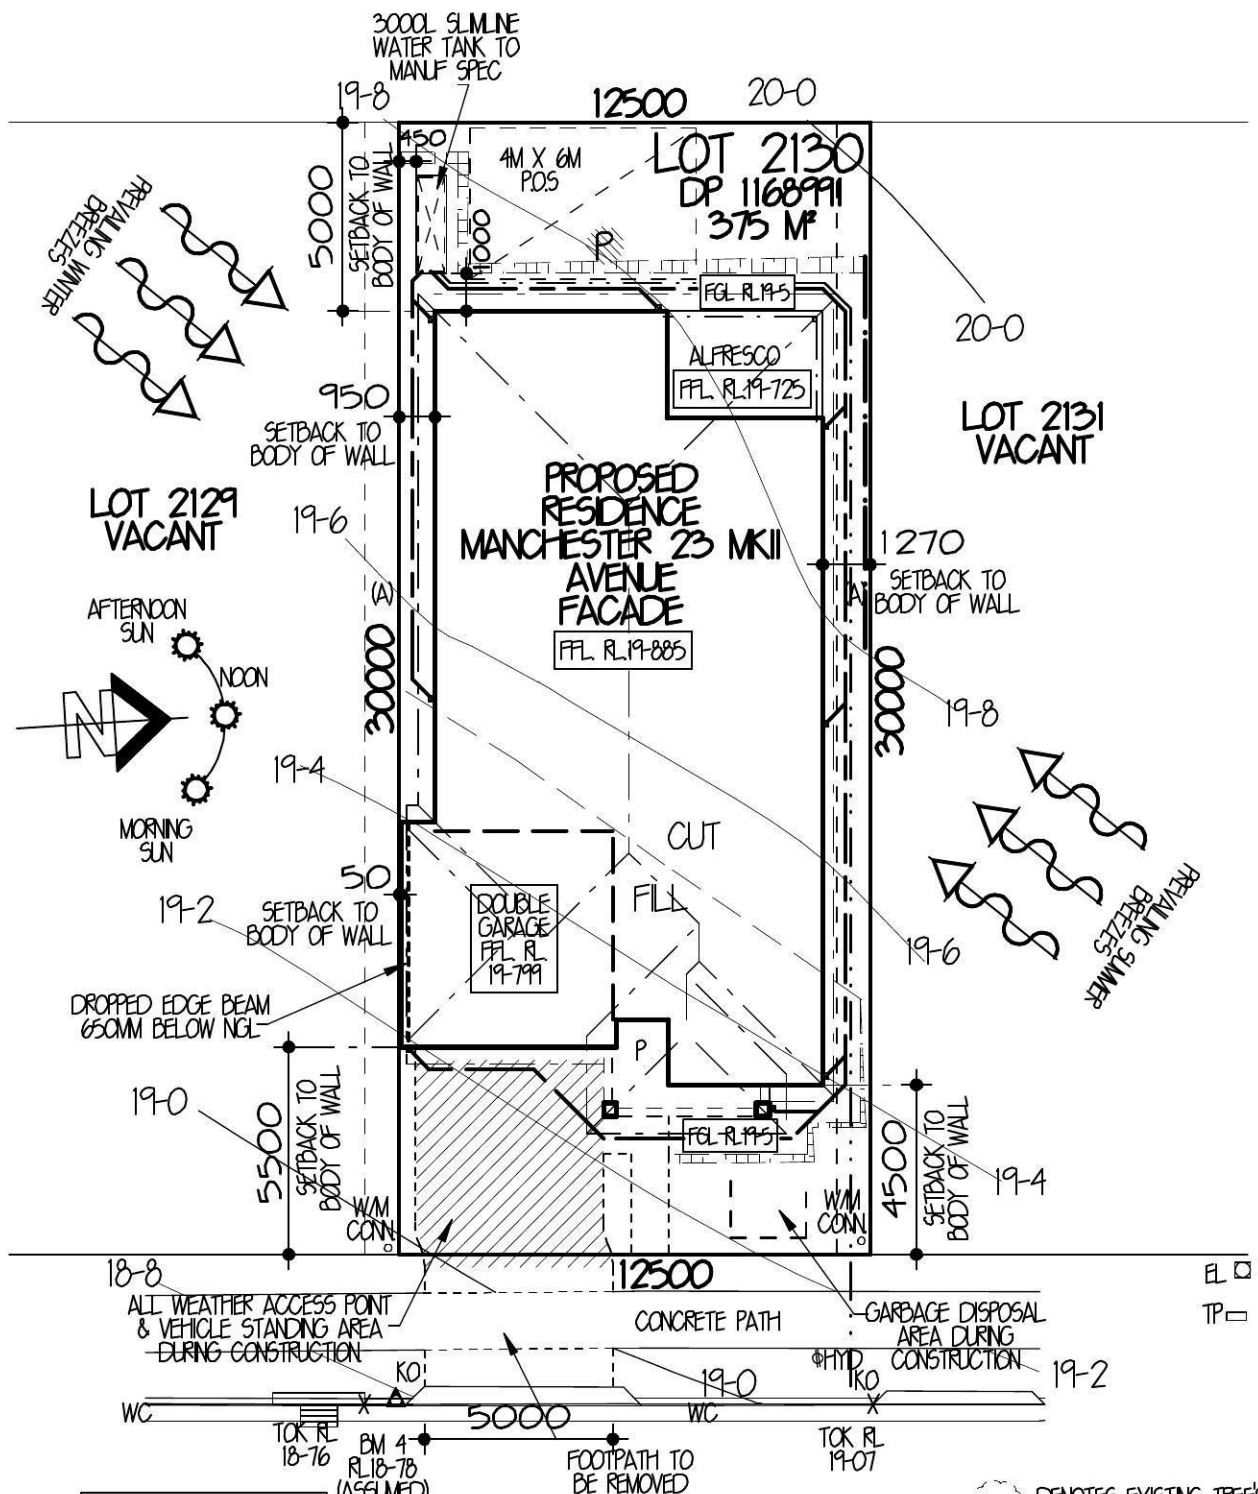 3000L SLIMLINE
WATER TANK TO
MANUF SPEC
19-8
12500
20-0
450
4M X 6M
P.O.S
LOT 2130
DP 1168991
375 M²
5000
SETBACK TO
BODY OF WALL
PREVAILING WINTER
BREEZES
1000
P
FGL RL19-5
20-0
ALFRESCO
FFL. RL.19-725
950
SETBACK TO
BODY OF WALL
LOT 2131
VACANT
PROPOSED
RESIDENCE
MANCHESTER 23 MKII
AVENUE
FACADE
FFL. RL.19-885
LOT 2129
VACANT
19-6
1270
SETBACK TO
BODY OF WALL
(A)
(A)
AFTERNOON
SUN
NOON
N
MORNING
SUN
30000
30000
19-8
19-4
CUT
50
SETBACK TO
BODY OF WALL
19-2
DOUBLE
GARAGE
FFL. RL.
19-799
FILL
19-6
PREVAILING SUMMER
BREEZES
DROPPED EDGE BEAM
650MM BELOW NGL
P
19-0
5500
SETBACK TO
BODY OF WALL
FGL RL19-5
4500
SETBACK TO
BODY OF WALL
19-4
W/M
CONN.
W/M
CONN.
18-8
12500
EL
TP
ALL WEATHER ACCESS POINT
& VEHICLE STANDING AREA
DURING CONSTRUCTION
CONCRETE PATH
GARBAGE DISPOSAL
AREA DURING
CONSTRUCTION
HYD
KO
KO
19-0
19-2
WC
5000
WC
TOK RL
18-76
BM 4
RL18-78
(ASSUMED)
FOOTPATH TO
BE REMOVED
TOK RL
19-07
DENOTES EXISTING TREE'